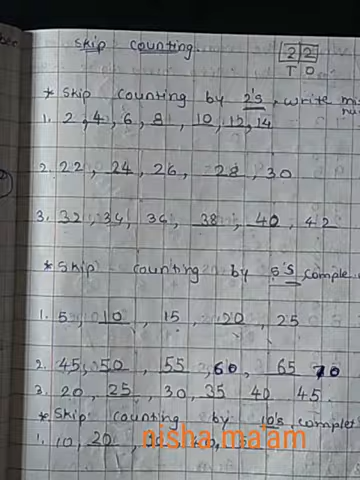 skip counting.
2 2
T O
* skip counting by 2's, write
1. 2, 4, 6, 8, 10, 12, 14
2. 22, 24, 26, 28, 30
3. 32, 34, 36, 38, 40, 42
* skip counting by 5's,
1. 5, 10, 15, 20, 25
2. 45, 50, 55, 60, 65 70
3. 20, 25, 30, 35 40 45.
* skip counting by 10's,
1. 10, 20
nisha.ma'am